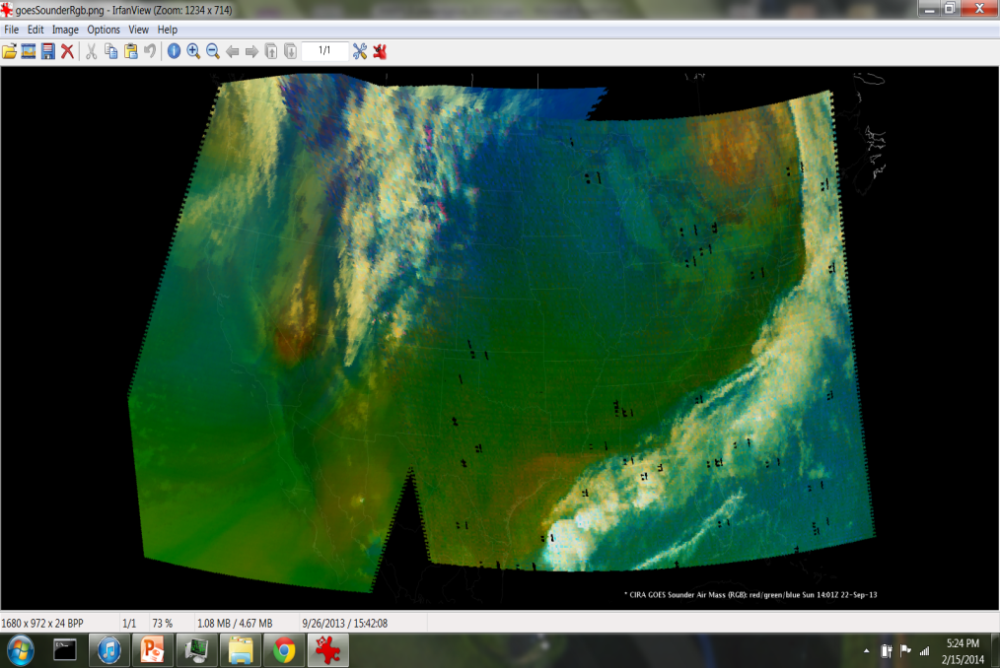 goesSounderRgb.png - IrfanView (Zoom: 1234 x 714)
File Edit Image Options View Help
1/1
* CIRA GOES Sounder Air Mass (RGB): red/green/blue Sun 14:01Z 22-Sep-13
1680 x 972 x 24 BPP 1/1 73 % 1.08 MB / 4.67 MB 9/26/2013 / 15:42:08
5:24 PM
2/15/2014